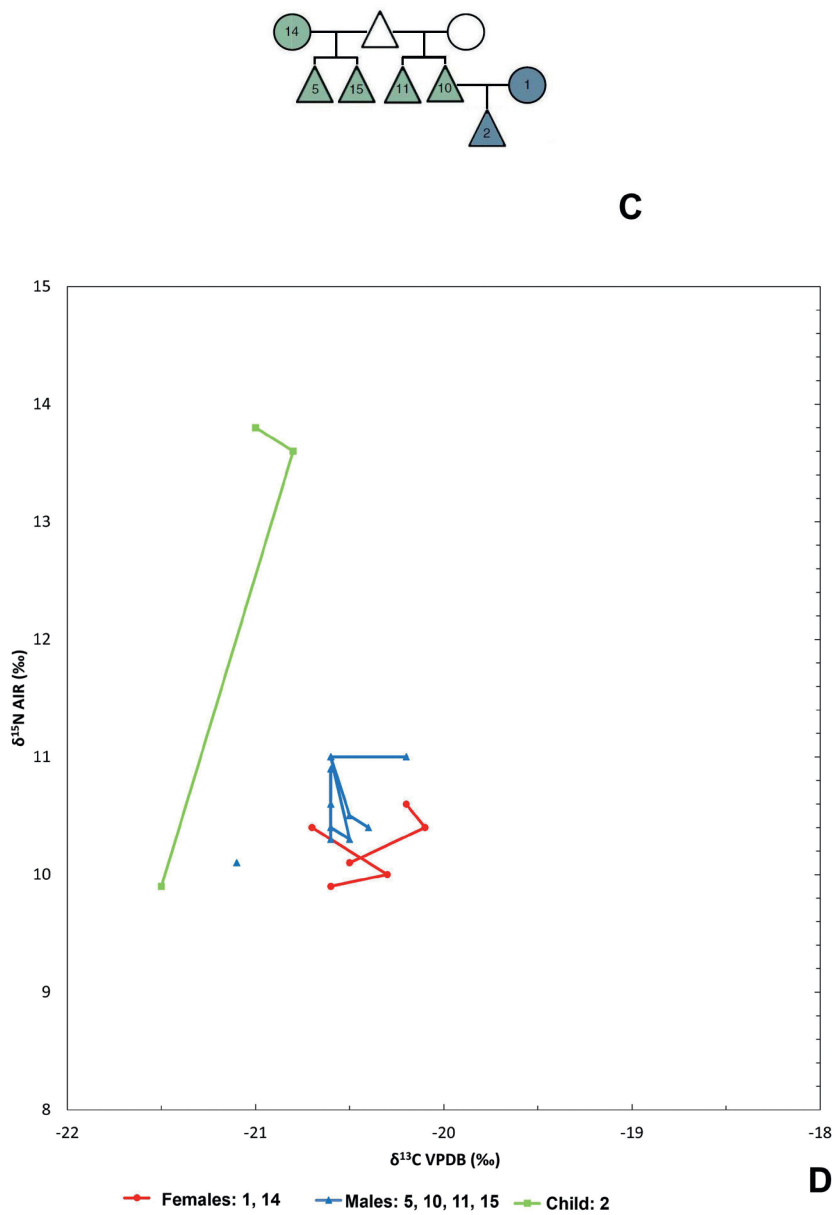 14
5 15 11 10 1
2
C
15
14
13
12
11
10
9
8
δ¹⁵N AIR (‰)
-22 -21 -20 -19 -18
δ¹³C VPDB (‰)
D
Females: 1, 14 Males: 5, 10, 11, 15 Child: 2